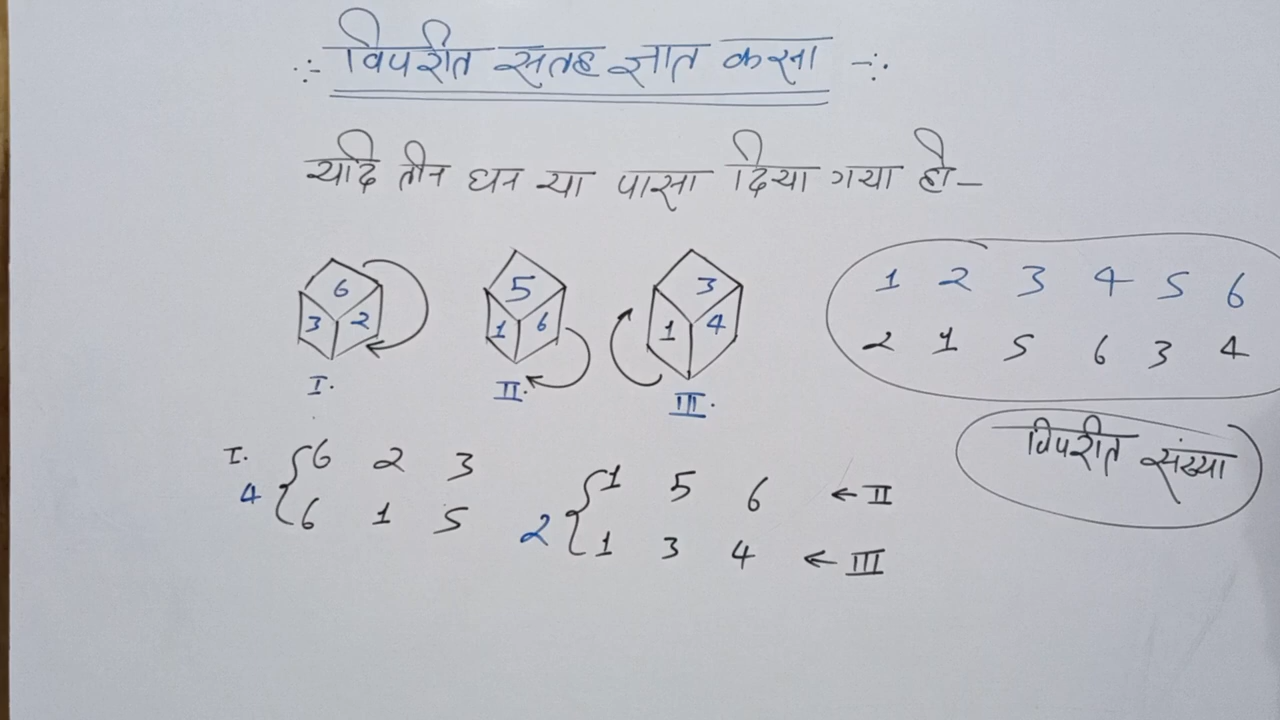 :- विपरीत सतह ज्ञात करना -:
यदि तीन घन या पासा दिया गया हो-
6 3 2
5 1 6
3 1 4
I. II. III.
1 2 3 4 5 6
2 1 5 6 3 4
विपरीत संख्या
I. 6 2 3
4 6 1 5
1 5 6 ← II
2 1 3 4 ← III